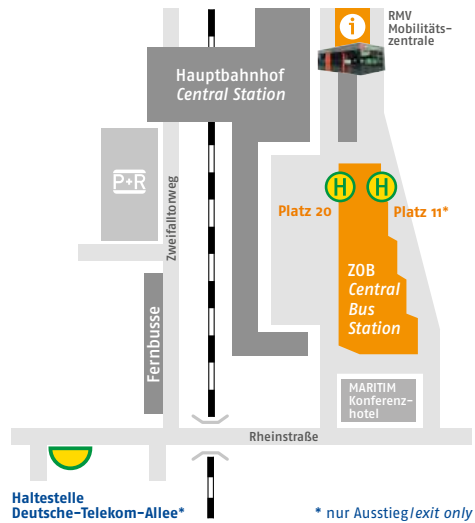 i
RMV
Mobilitäts-
zentrale
Hauptbahnhof
Central Station
P+R
Zweifalltorweg
H
H
Platz 20
Platz 11*
ZOB
Central
Bus
Station
Fernbusse
MARITIM
Konferenz-
hotel
Rheinstraße
Haltestelle
Deutsche-Telekom-Allee*
* nur Ausstieg/exit only